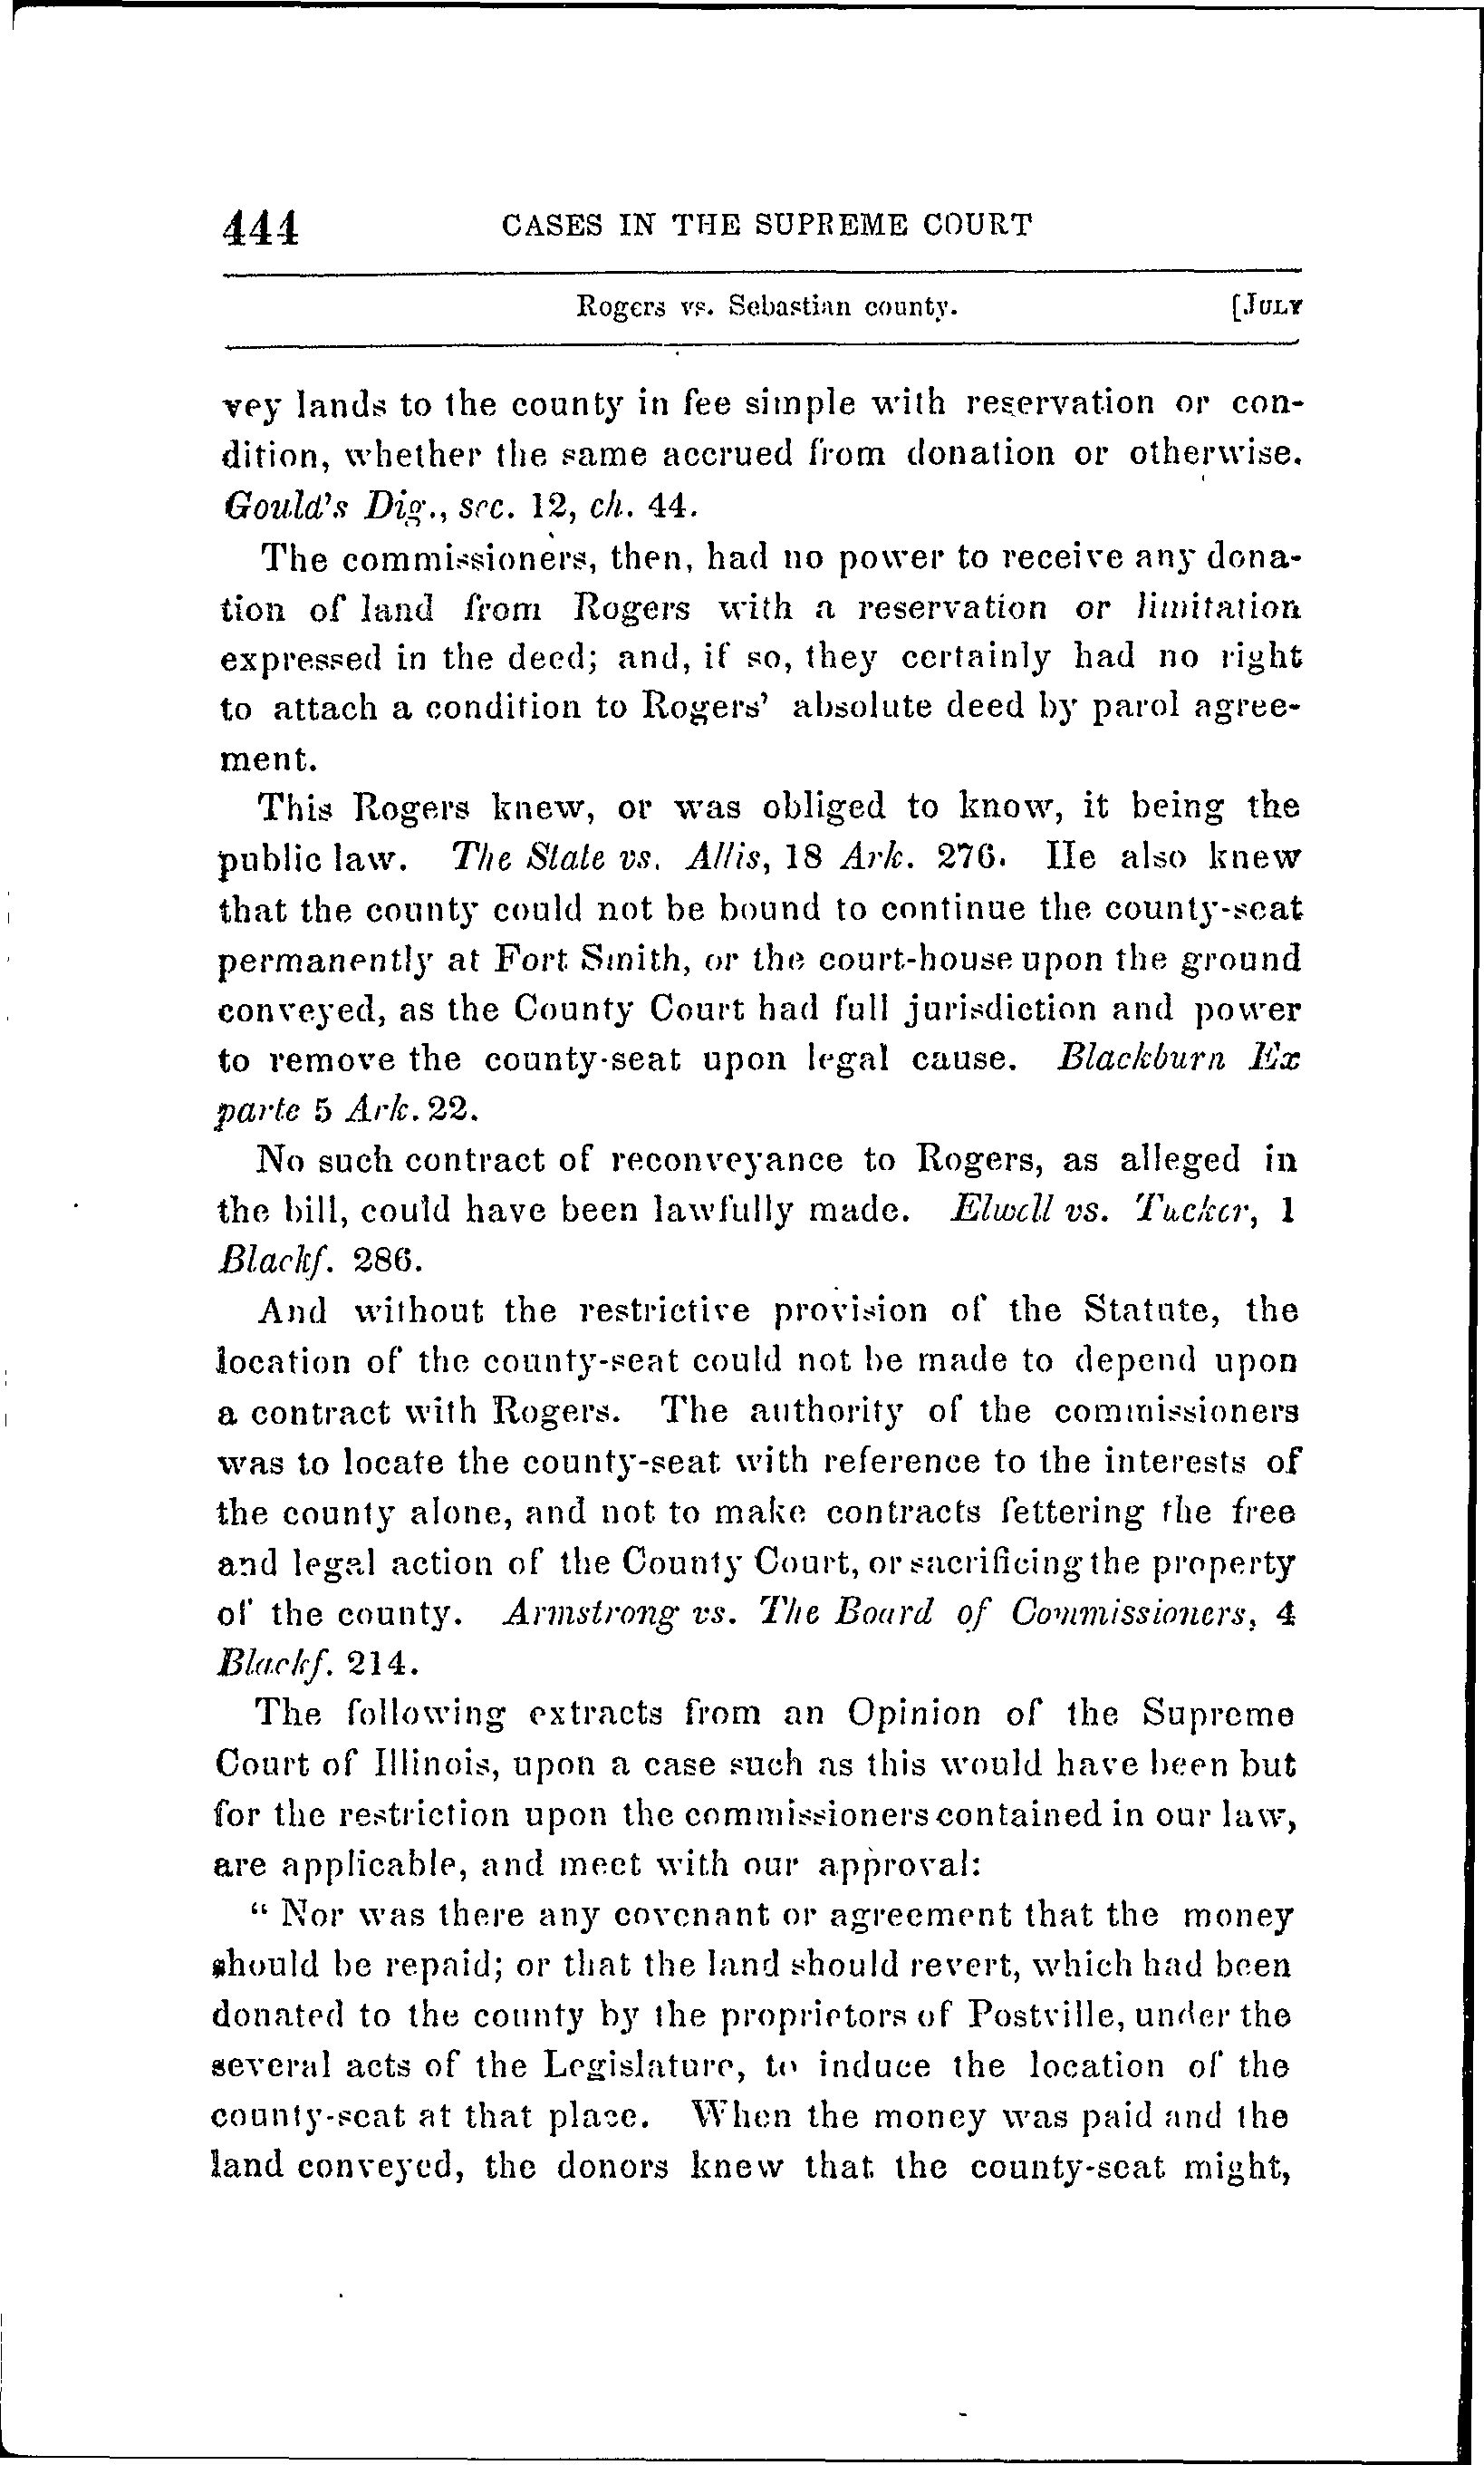 444 CASES IN THE SUPREME COURT
Rogers vs. Sebastian county. [JULY
vey lands to the county in fee simple with reservation or con-
dition, whether the same accrued from donation or otherwise.
Gould's Dig., sec. 12, ch. 44.
The commissioners, then, had no power to receive any dona-
tion of land from Rogers with a reservation or limitation
expressed in the deed; and, if so, they certainly had no right
to attach a condition to Rogers' absolute deed by parol agree-
ment.
This Rogers knew, or was obliged to know, it being the
public law. The State vs. Allis, 18 Ark. 276. He also knew
that the county could not be bound to continue the county-seat
permanently at Fort Smith, or the court-house upon the ground
conveyed, as the County Court had full jurisdiction and power
to remove the county-seat upon legal cause. Blackburn Ex
parte 5 Ark. 22.
No such contract of reconveyance to Rogers, as alleged in
the bill, could have been lawfully made. Elwell vs. Tucker, 1
Blackf. 286.
And without the restrictive provision of the Statute, the
location of the county-seat could not be made to depend upon
a contract with Rogers. The authority of the commissioners
was to locate the county-seat with reference to the interests of
the county alone, and not to make contracts fettering the free
and legal action of the County Court, or sacrificing the property
of the county. Armstrong vs. The Board of Commissioners, 4
Blackf. 214.
The following extracts from an Opinion of the Supreme
Court of Illinois, upon a case such as this would have been but
for the restriction upon the commissioners contained in our law,
are applicable, and meet with our approval:
" Nor was there any covenant or agreement that the money
should be repaid; or that the land should revert, which had been
donated to the county by the proprietors of Postville, under the
several acts of the Legislature, to induce the location of the
county-seat at that place. When the money was paid and the
land conveyed, the donors knew that the county-seat might,